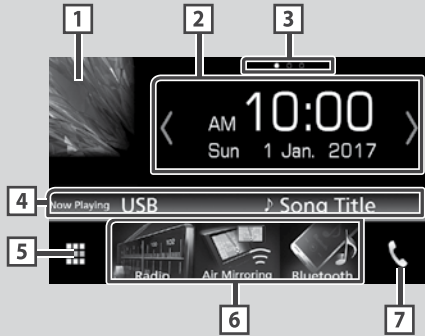 1
2
3
AM 10:00
Sun 1 Jan. 2017
4
Now Playing USB ♪ Song Title
5
Radio Air Mirroring Bluetooth
6
7